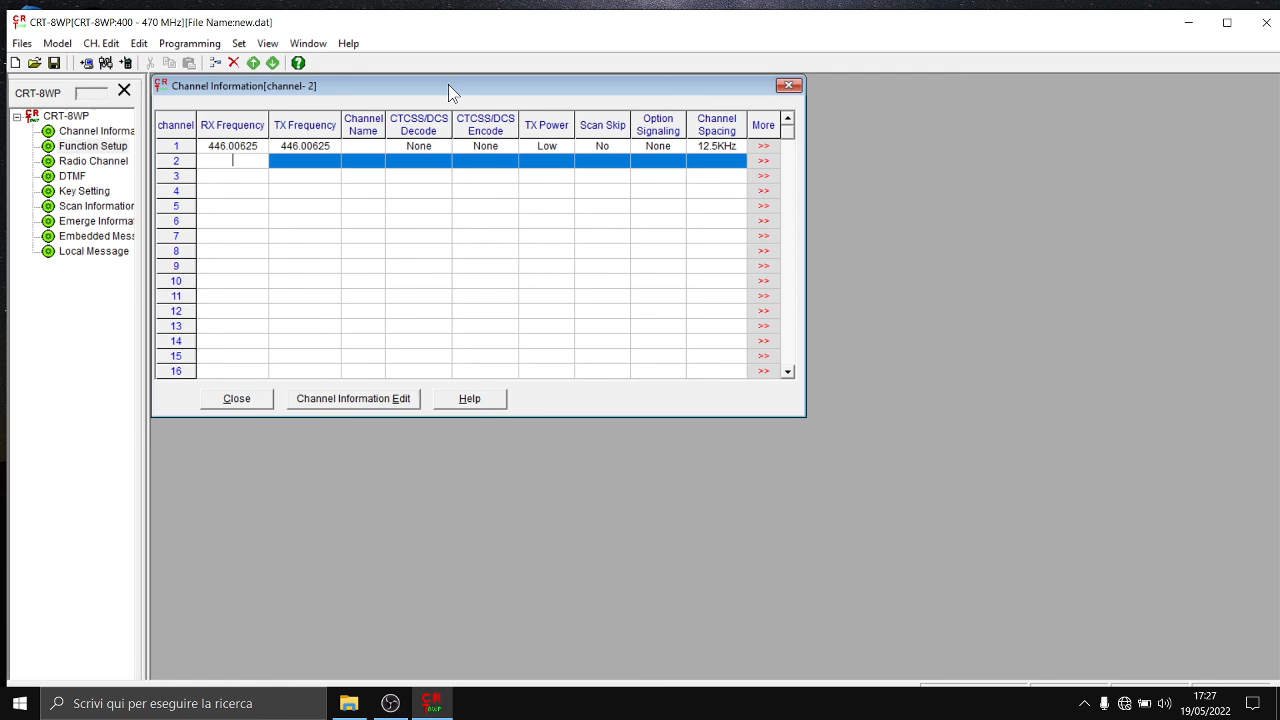 CRT-8WP[CRT-8WP:400 - 470 MHz][File Name:new.dat]
Files Model CH. Edit Edit Programming Set View Window Help
CRT-8WP
CRT-8WP
Channel Informa
Function Setup
Radio Channel
DTMF
Key Setting
Scan Information
Emerge Informa
Embedded Mess
Local Message
Channel Information[channel- 2]
channel RX Frequency TX Frequency Channel Name CTCSS/DCS Decode CTCSS/DCS Encode TX Power Scan Skip Option Signaling Channel Spacing More
1 446.00625 446.00625 None None Low No None 12.5KHz >>
2 >>
3 >>
4 >>
5 >>
6 >>
7 >>
8 >>
9 >>
10 >>
11 >>
12 >>
13 >>
14 >>
15 >>
16 >>
Close Channel Information Edit Help
Scrivi qui per eseguire la ricerca
17:27
19/05/2022